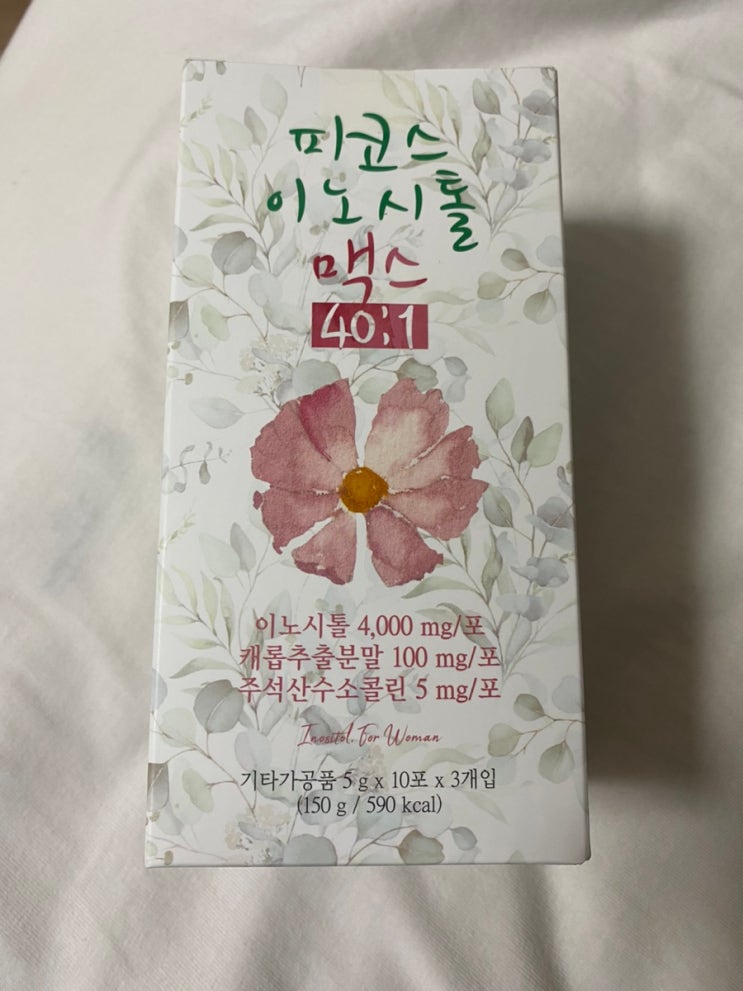 피코스
이노시톨
맥스
40:1
이노시톨 4,000 mg/포
캐롭추출분말 100 mg/포
주석산수소콜린 5 mg/포
Inositol, For Woman
기타가공품 5 g x 10포 x 3개입
(150 g / 590 kcal)